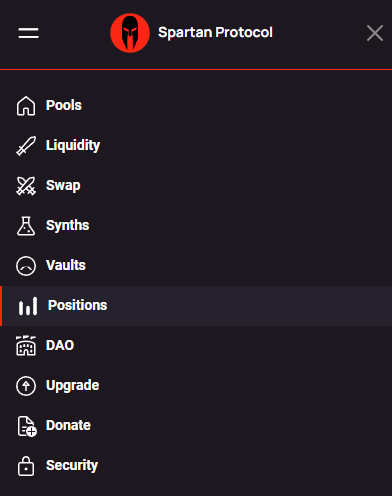 Spartan Protocol
Pools
Liquidity
Swap
Synths
Vaults
Positions
DAO
Upgrade
Donate
Security